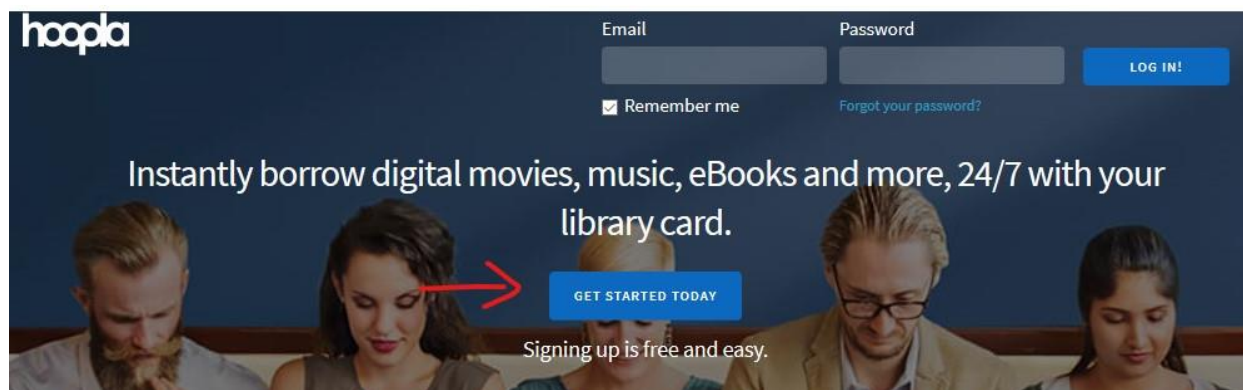 hoopla
Email
Password
LOG IN!
Remember me
Forgot your password?
Instantly borrow digital movies, music, eBooks and more, 24/7 with your
library card.
GET STARTED TODAY
Signing up is free and easy.